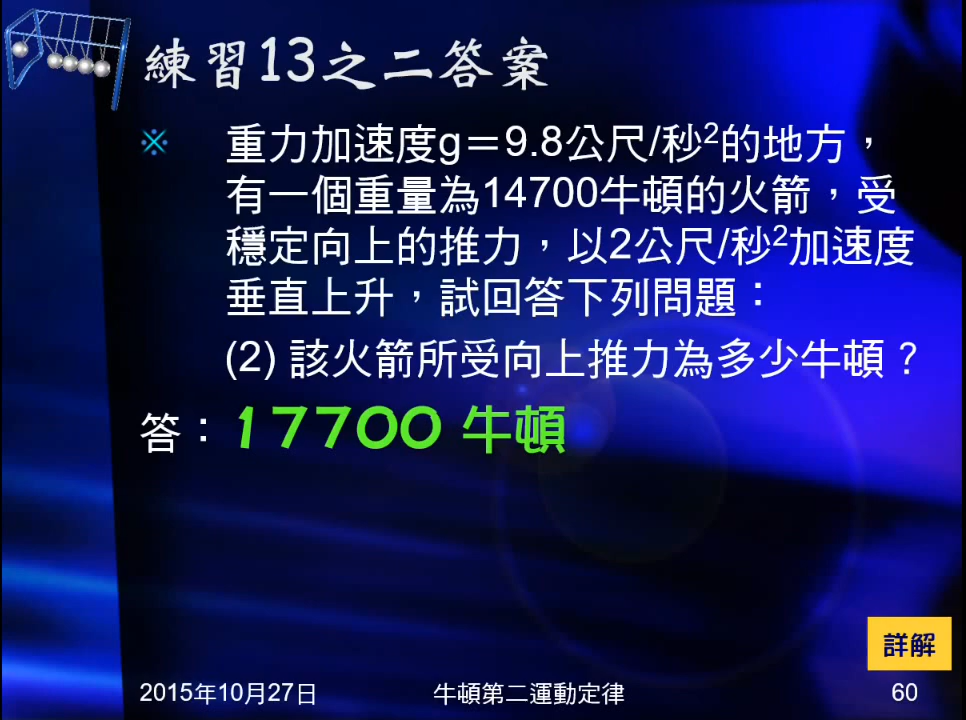 練習13之二答案
※ 重力加速度g＝9.8公尺/秒²的地方，
有一個重量為14700牛頓的火箭，受
穩定向上的推力，以2公尺/秒²加速度
垂直上升，試回答下列問題：
(2) 該火箭所受向上推力為多少牛頓？
答：17700 牛頓
詳解
2015年10月27日 牛頓第二運動定律 60